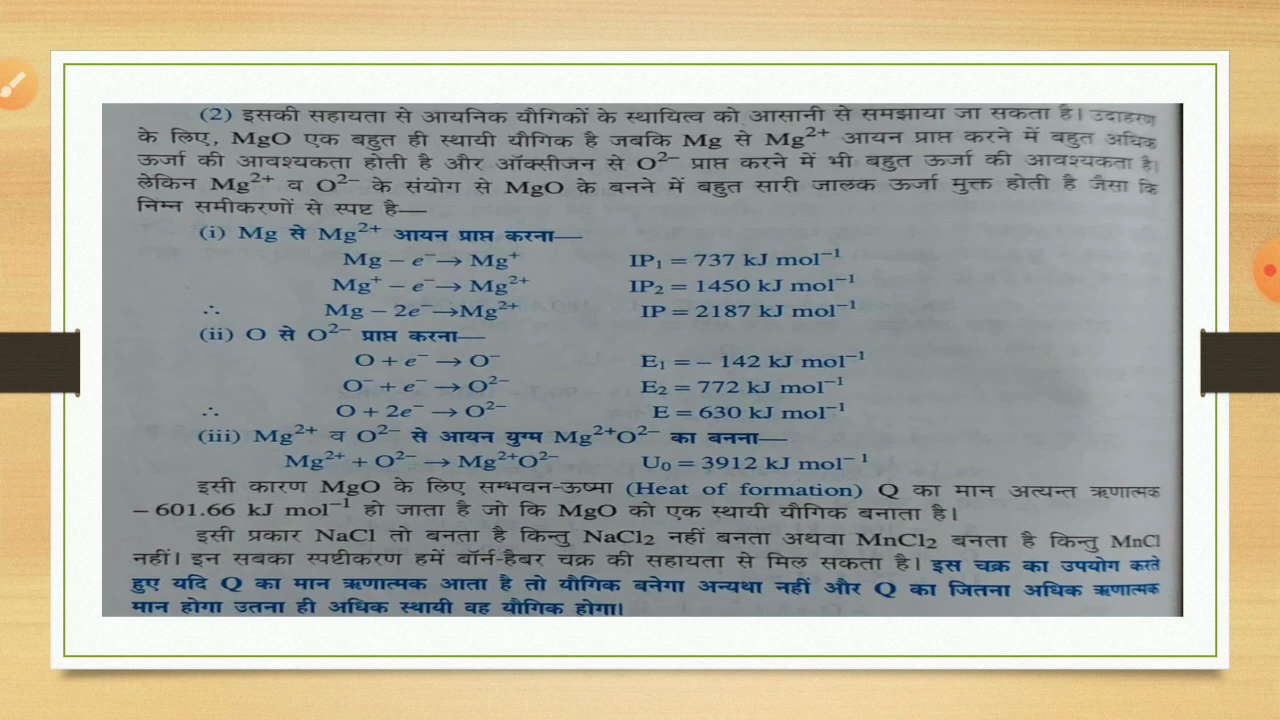 (2) इसकी सहायता से आयनिक यौगिकों के स्थायित्व को आसानी से समझाया जा सकता है। उदाहरण
के लिए, MgO एक बहुत ही स्थायी यौगिक है जबकि Mg से Mg²⁺ आयन प्राप्त करने में बहुत अधिक
ऊर्जा की आवश्यकता होती है और ऑक्सीजन से O²⁻ प्राप्त करने में भी बहुत ऊर्जा की आवश्यकता है।
लेकिन Mg²⁺ व O²⁻ के संयोग से MgO के बनने में बहुत सारी जालक ऊर्जा मुक्त होती है जैसा कि
निम्न समीकरणों से स्पष्ट है—
(i) Mg से Mg²⁺ आयन प्राप्त करना—
Mg – e⁻ → Mg⁺ IP₁ = 737 kJ mol⁻¹
Mg⁺ – e⁻ → Mg²⁺ IP₂ = 1450 kJ mol⁻¹
∴ Mg – 2e⁻ → Mg²⁺ IP = 2187 kJ mol⁻¹
(ii) O से O²⁻ प्राप्त करना—
O + e⁻ → O⁻ E₁ = – 142 kJ mol⁻¹
O⁻ + e⁻ → O²⁻ E₂ = 772 kJ mol⁻¹
∴ O + 2e⁻ → O²⁻ E = 630 kJ mol⁻¹
(iii) Mg²⁺ व O²⁻ से आयन युग्म Mg²⁺O²⁻ का बनना—
Mg²⁺ + O²⁻ → Mg²⁺O²⁻ U₀ = 3912 kJ mol⁻¹
इसी कारण MgO के लिए सम्भवन-ऊष्मा (Heat of formation) Q का मान अत्यन्त ऋणात्मक
– 601.66 kJ mol⁻¹ हो जाता है जो कि MgO को एक स्थायी यौगिक बनाता है।
इसी प्रकार NaCl तो बनता है किन्तु NaCl₂ नहीं बनता अथवा MnCl₂ बनता है किन्तु MnCl
नहीं। इन सबका स्पष्टीकरण हमें बॉर्न-हैबर चक्र की सहायता से मिल सकता है। इस चक्र का उपयोग करते
हुए यदि Q का मान ऋणात्मक आता है तो यौगिक बनेगा अन्यथा नहीं और Q का जितना अधिक ऋणात्मक
मान होगा उतना ही अधिक स्थायी वह यौगिक होगा।